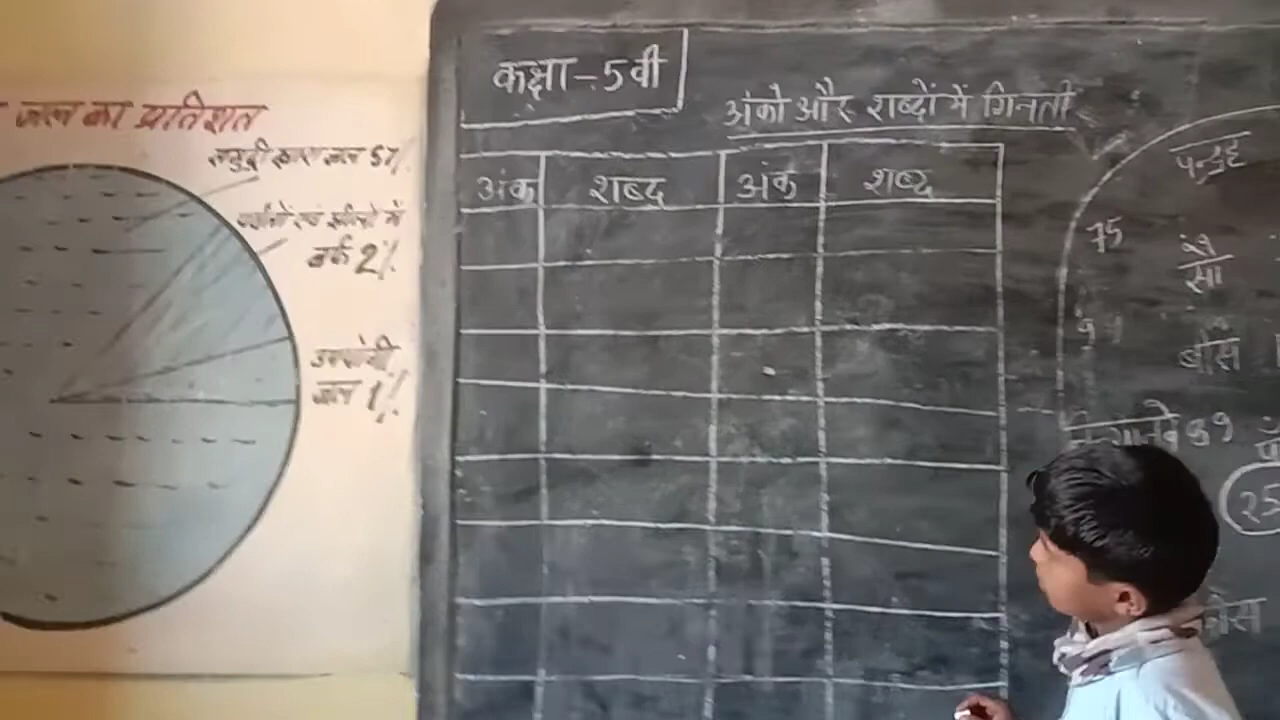 जल का प्रतिशत
समुद्री खारा जल 97%
बर्फ 2%
उपयोगी
जल 1%
कक्षा-5वी
अंको और शब्दों में गिनती
अंक शब्द अंक शब्द
पन्द्रह
75
सौ
बीस
25